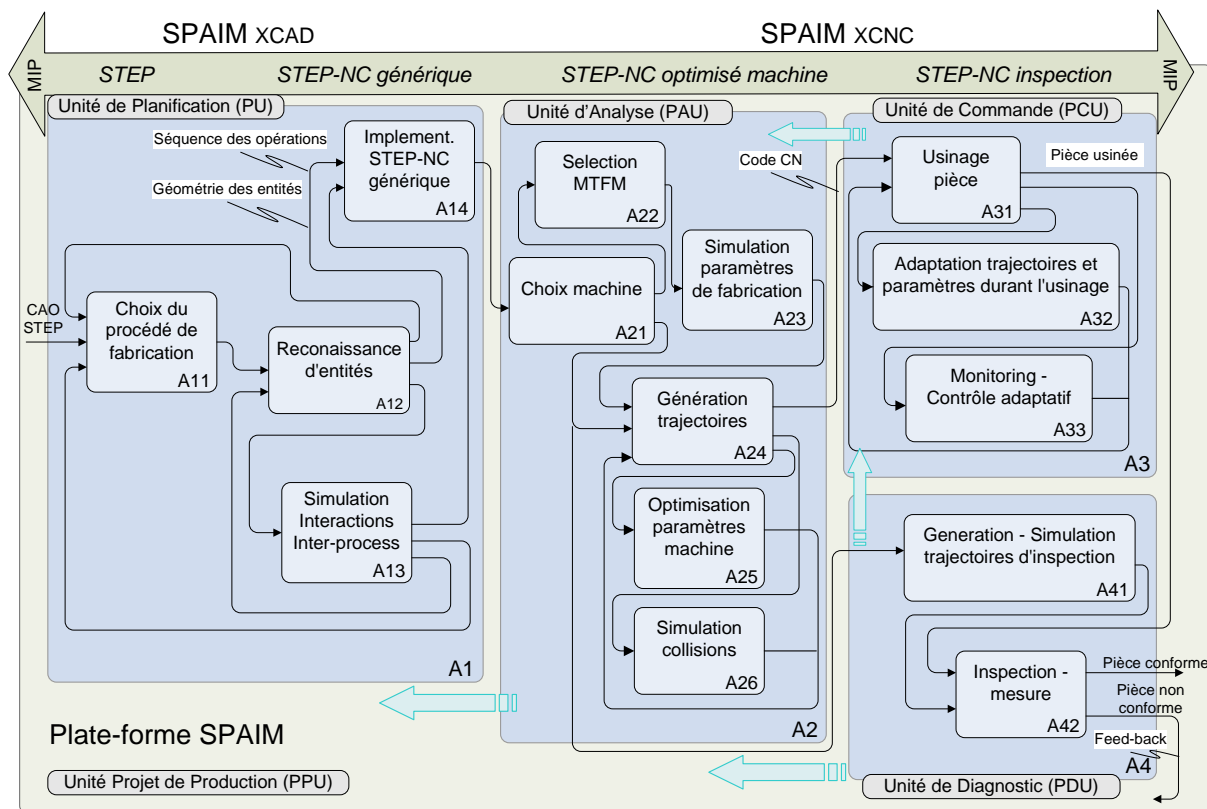 SPAIM XCAD
SPAIM XCNC
MIP
STEP
STEP-NC générique
STEP-NC optimisé machine
STEP-NC inspection
MIP
Unité de Planification (PU)
Séquence des opérations
Géométrie des entités
Implement.
STEP-NC
générique
A14
CAO
STEP
Choix du
procédé de
fabrication
A11
Reconaissance
d'entités
A12
Simulation
Interactions
Inter-process
A13
A1
Unité d'Analyse (PAU)
Selection
MTFM
A22
Simulation
paramètres
de fabrication
A23
Choix machine
A21
Génération
trajectoires
A24
Optimisation
paramètres
machine
A25
Simulation
collisions
A26
A2
Unité de Commande (PCU)
Code CN
Usinage
pièce
A31
Pièce usinée
Adaptation trajectoires et
paramètres durant l'usinage
A32
Monitoring -
Contrôle adaptatif
A33
A3
Generation - Simulation
trajectoires d'inspection
A41
Inspection -
mesure
A42
Pièce conforme
Pièce non
conforme
Feed-back
A4
Unité de Diagnostic (PDU)
Plate-forme SPAIM
Unité Projet de Production (PPU)